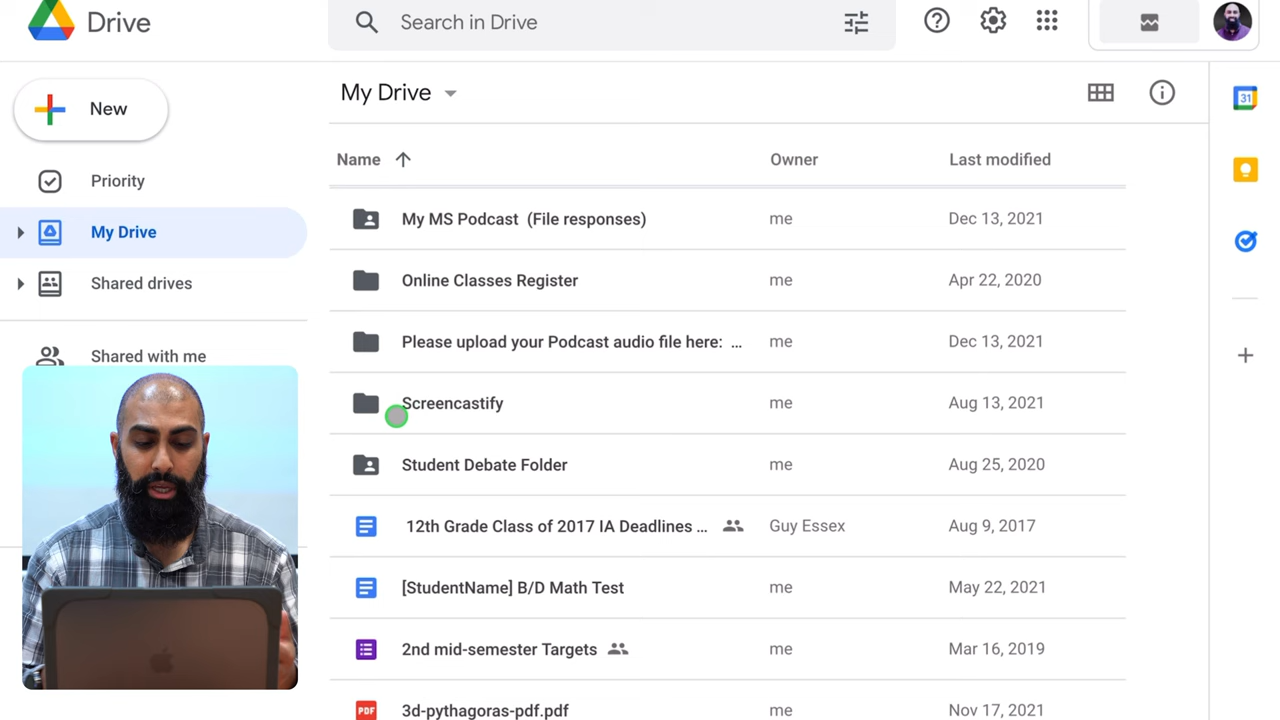 Drive
Search in Drive
New
Priority
My Drive
Shared drives
Shared with me
My Drive
Name Owner Last modified
My MS Podcast (File responses) me Dec 13, 2021
Online Classes Register me Apr 22, 2020
Please upload your Podcast audio file here: ... me Dec 13, 2021
Screencastify me Aug 13, 2021
Student Debate Folder me Aug 25, 2020
12th Grade Class of 2017 IA Deadlines ... Guy Essex Aug 9, 2017
[StudentName] B/D Math Test me May 22, 2021
2nd mid-semester Targets me Mar 16, 2019
PDF 3d-pythagoras-pdf.pdf me Nov 17, 2021
31